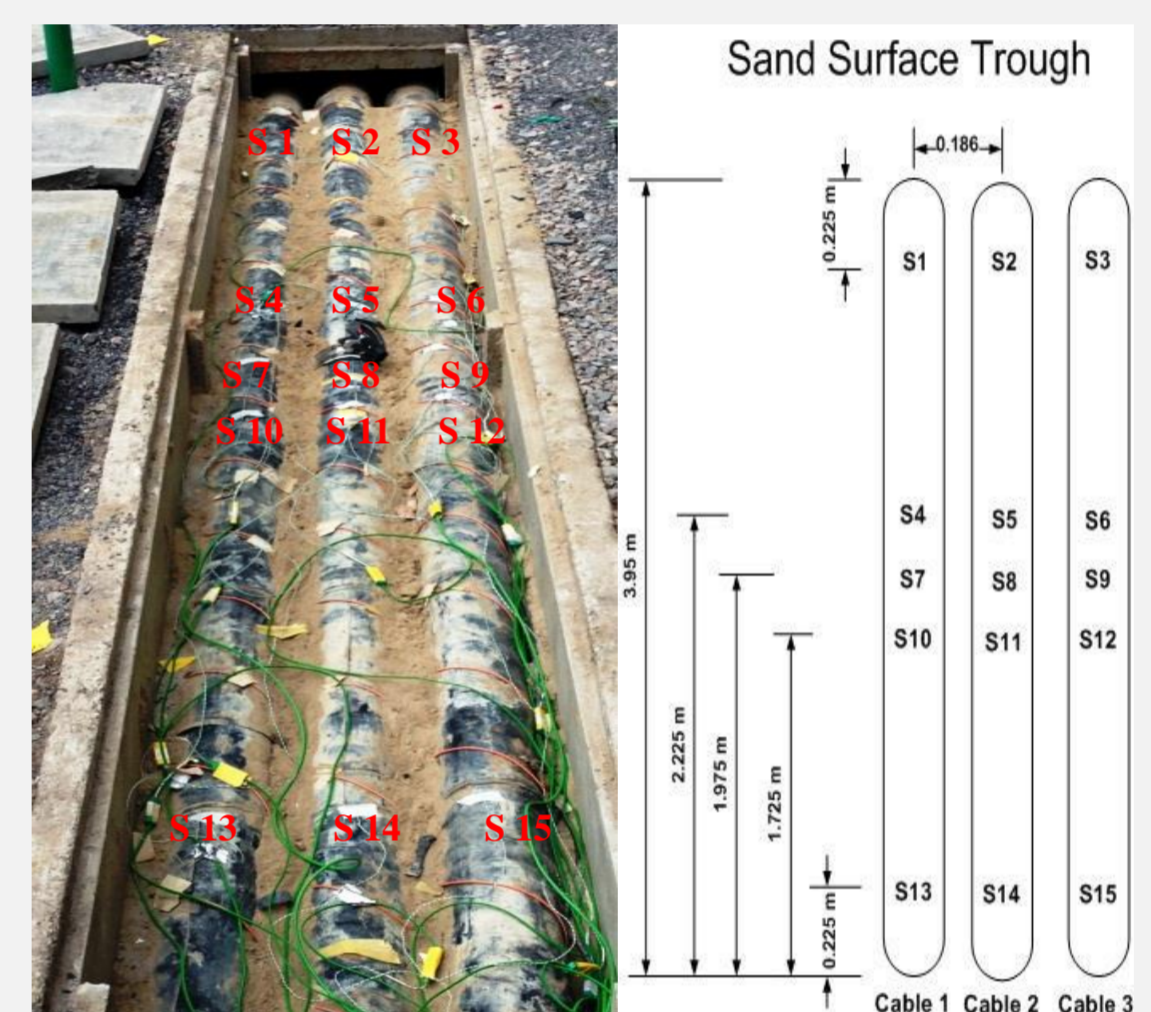 Sand Surface Trough
S 1 S 2 S 3
S 4 S 5 S 6
S 7 S 8 S 9
S 10 S 11 S 12
S 13 S 14 S 15
0.186
0.225 m
S1 S2 S3
3.95 m
S4 S5 S6
2.225 m
S7 S8 S9
1.975 m
S10 S11 S12
1.725 m
S13 S14 S15
0.225 m
Cable 1 Cable 2 Cable 3